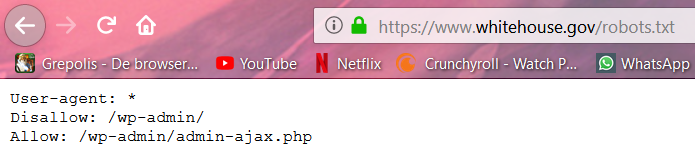 https://www.whitehouse.gov/robots.txt
Grepolis - De browser... YouTube Netflix Crunchyroll - Watch P... WhatsApp
User-agent: *
Disallow: /wp-admin/
Allow: /wp-admin/admin-ajax.php